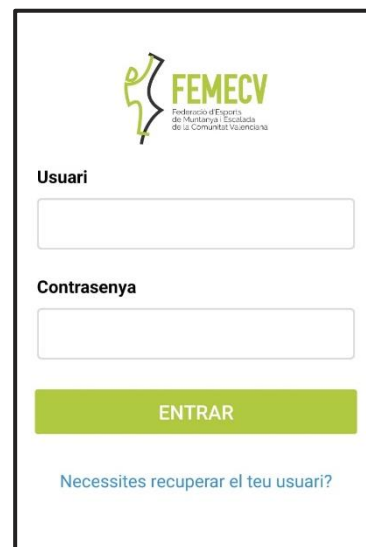 FEMECV
Federació d'Esports
de Muntanya i Escalada
de la Comunitat Valenciana
Usuari
Contrasenya
ENTRAR
Necessites recuperar el teu usuari?